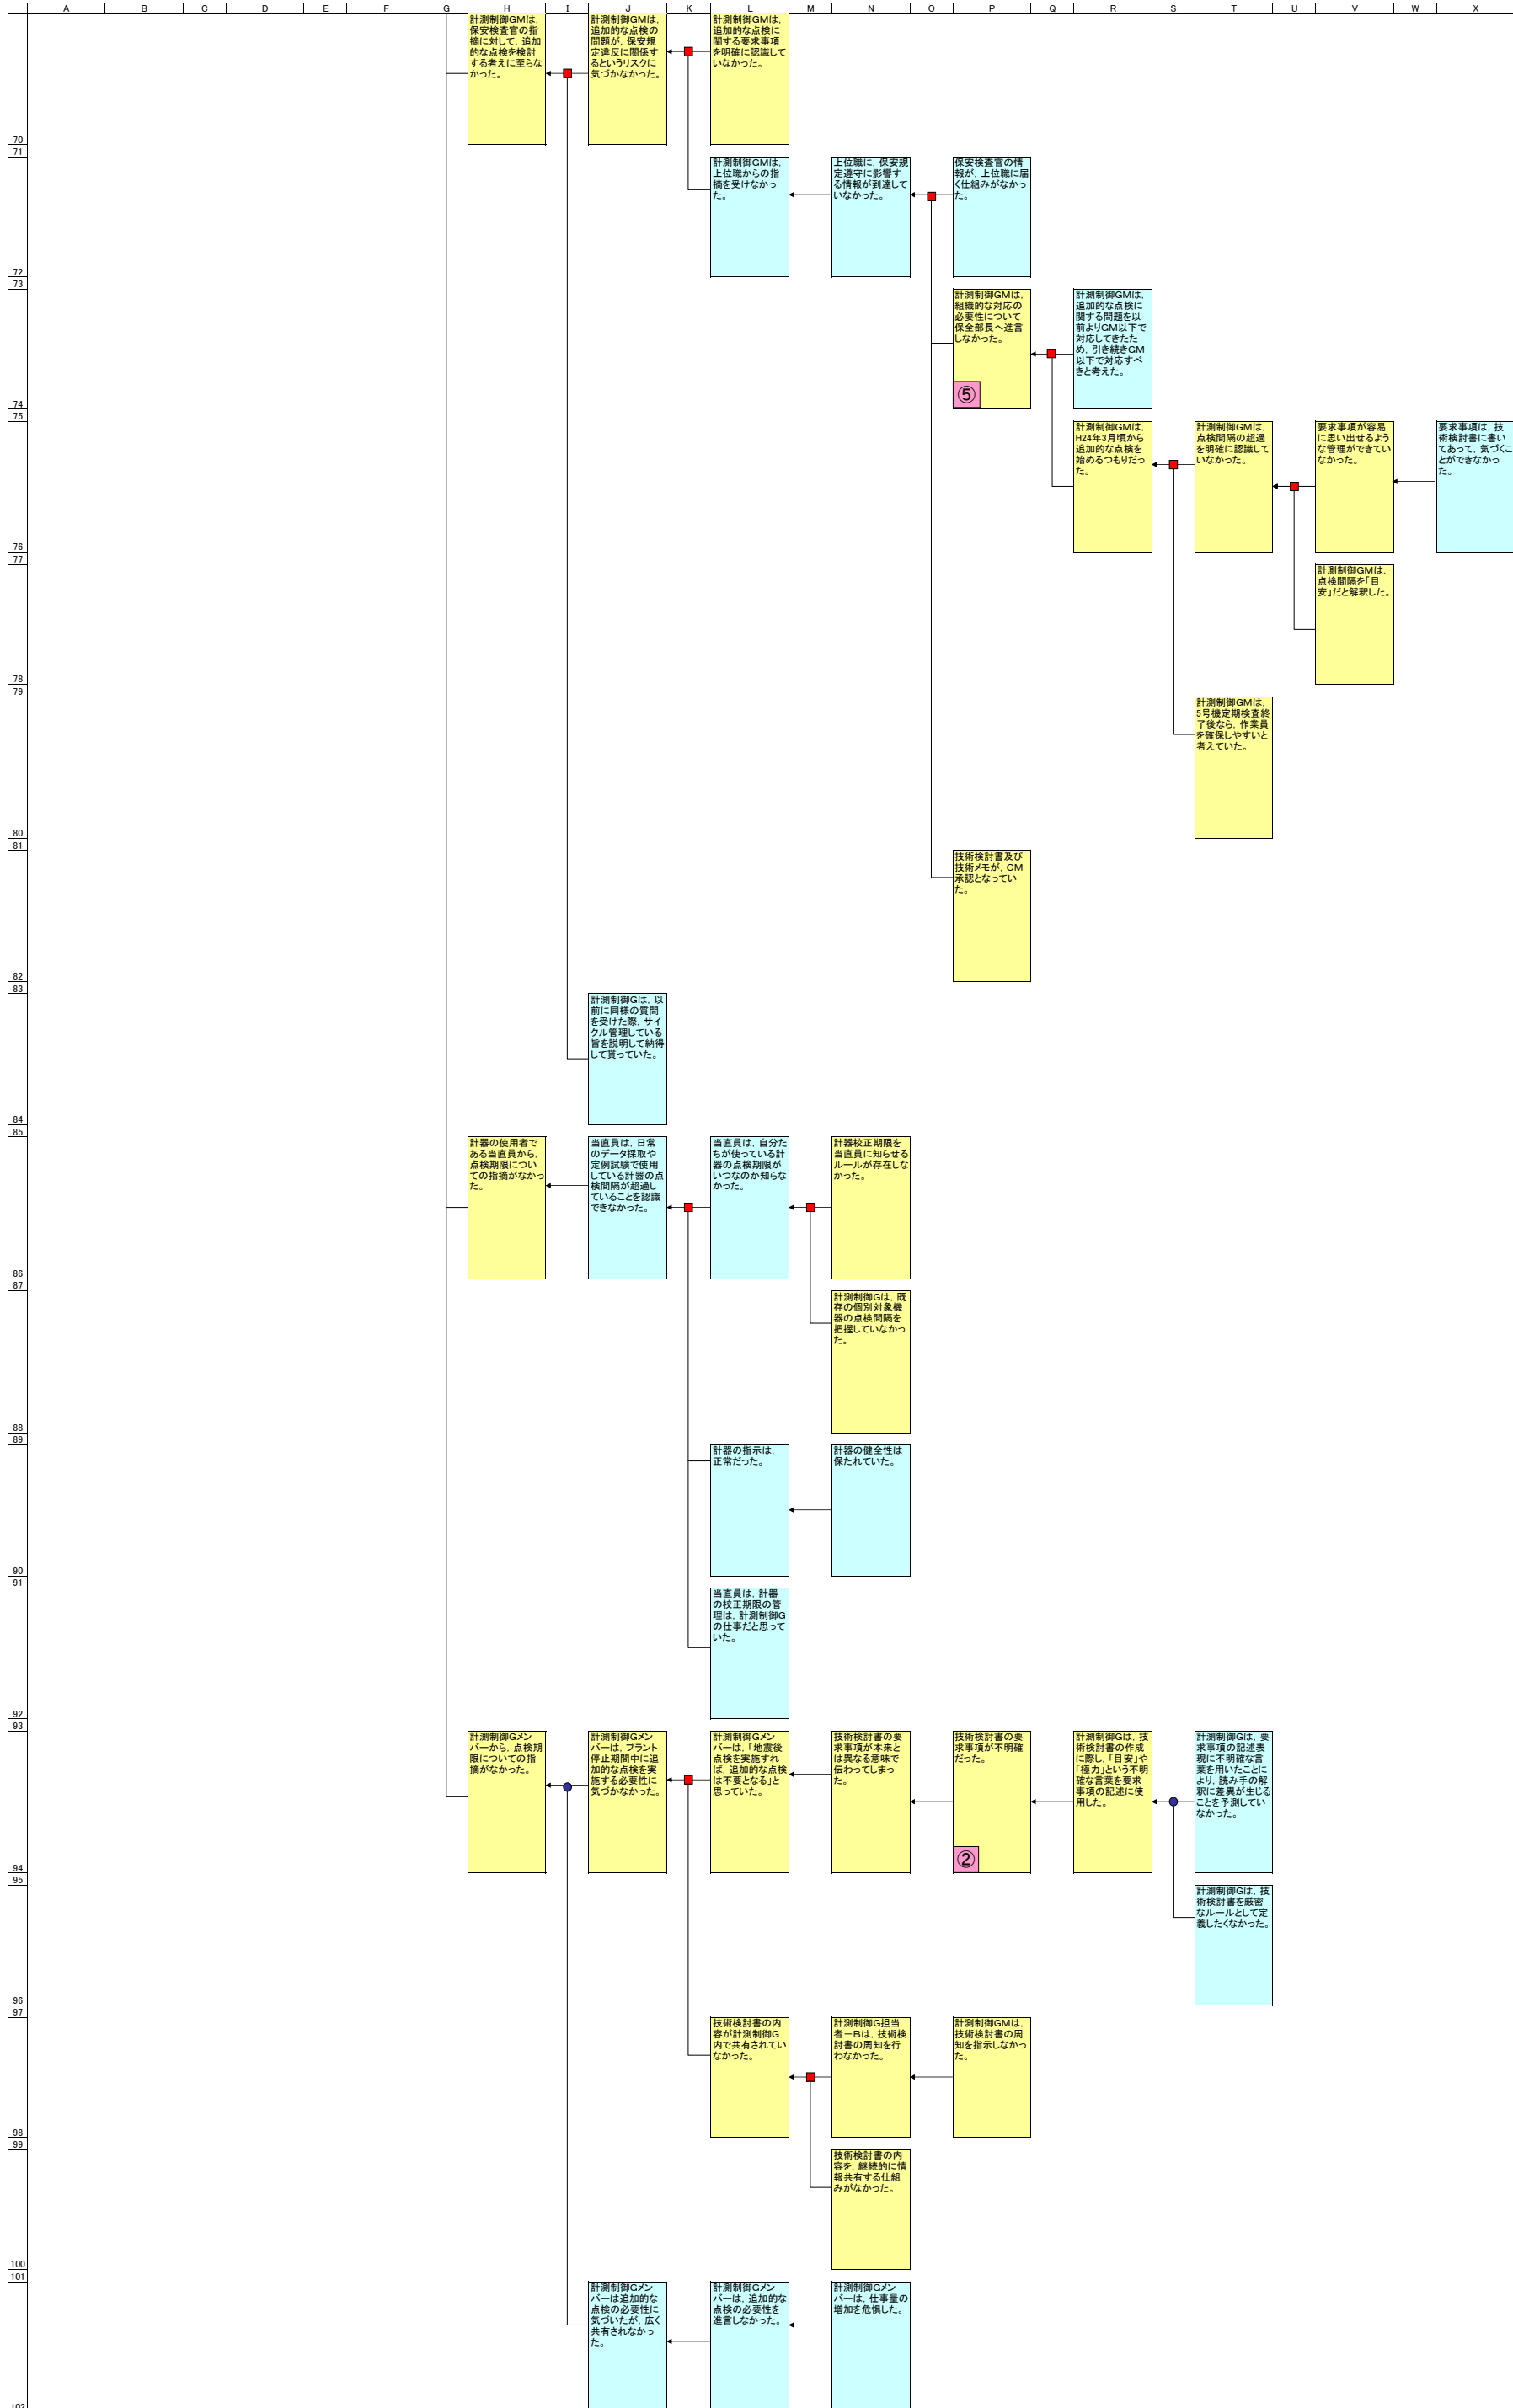 A B C D E F G H I J K L M N O P Q R S T U V W X
計測制御GMは,
保安検査官の指
摘に対して, 追加
的な点検を検討
する考えに至らな
かった。
計測制御GMは,
追加的な点検の
問題が, 保安規
定違反に関係す
るというリスクに
気づかなかった。
計測制御GMは,
追加的な点検に
関する要求事項
を明確に認識して
いなかった。
70
71
計測制御GMは,
上位職からの指
摘を受けなかっ
た。
上位職に, 保安規
定遵守に影響す
る情報が到達して
いなかった。
保安検査官の情
報が, 上位職に届
く仕組みがなかっ
た。
72
73
計測制御GMは,
組織的な対応の
必要性について
保全部長へ進言
しなかった。
⑤
計測制御GMは,
追加的な点検に
関する問題を以
前よりGM以下で
対応してきたた
め, 引き続きGM
以下で対応すべ
きと考えた。
74
75
計測制御GMは,
H24年3月頃から
追加的な点検を
始めるつもりだっ
た。
計測制御GMは,
点検間隔の超過
を明確に認識して
いなかった。
要求事項が容易
に思い出せるよう
な管理ができてい
なかった。
要求事項は, 技
術検討書に書い
てあって, 気づくこ
とができなかっ
た。
76
77
計測制御GMは,
点検間隔を「目
安」だと解釈した。
78
79
計測制御GMは,
5号機定期検査終
了後なら, 作業員
を確保しやすいと
考えていた。
80
81
技術検討書及び
技術メモが, GM
承認となってい
た。
82
83
計測制御Gは, 以
前に同様の質問
を受けた際, サイ
クル管理している
旨を説明して納得
して貰っていた。
84
85
計器の使用者で
ある当直員から,
点検期限につい
ての指摘がなかっ
た。
当直員は, 日常
のデータ採取や
定例試験で使用
している計器の点
検間隔が超過し
ていることを認識
できなかった。
当直員は, 自分た
ちが使っている計
器の点検期限が
いつなのか知らな
かった。
計器校正期限を
当直員に知らせる
ルールが存在しな
かった。
86
87
計測制御Gは, 既
存の個別対象機
器の点検間隔を
把握していなかっ
た。
88
89
計器の指示は,
正常だった。
計器の健全性は
保たれていた。
90
91
当直員は, 計器
の校正期限の管
理は, 計測制御G
の仕事だと思って
いた。
92
93
計測制御Gメン
バーから, 点検期
限についての指
摘がなかった。
計測制御Gメン
バーは, プラント
停止期間中に追
加的な点検を実
施する必要性に
気づかなかった。
計測制御Gメン
バーは, 「地震後
点検を実施すれ
ば, 追加的な点検
は不要となる」と
思っていた。
技術検討書の要
求事項が本来と
は異なる意味で
伝わってしまっ
た。
技術検討書の要
求事項が不明確
だった。
②
計測制御Gは, 技
術検討書の作成
に際し, 「目安」や
「極力」という不明
確な言葉を要求
事項の記述に使
用した。
計測制御Gは, 要
求事項の記述表
現に不明確な言
葉を用いたことに
より, 読み手の解
釈に差異が生じる
ことを予測してい
なかった。
94
95
計測制御Gは, 技
術検討書を厳密
なルールとして定
義したくなかった。
96
97
技術検討書の内
容が計測制御G
内で共有されてい
なかった。
計測制御G担当
者－Bは, 技術検
討書の周知を行
わなかった。
計測制御GMは,
技術検討書の周
知を指示しなかっ
た。
98
99
技術検討書の内
容を, 継続的に情
報共有する仕組
みがなかった。
100
101
計測制御Gメン
バーは追加的な
点検の必要性に
気づいたが, 広く
共有されなかっ
た。
計測制御Gメン
バーは, 追加的な
点検の必要性を
進言しなかった。
計測制御Gメン
バーは, 仕事量の
増加を危惧した。